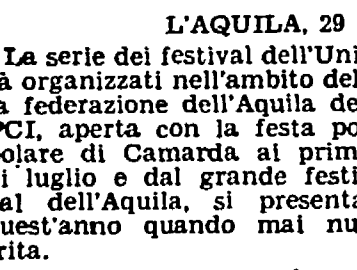 L'AQUILA, 29
La serie dei festival dell'Uni
à organizzati nell'ambito del
a federazione dell'Aquila de
PCI, aperta con la festa po
olare di Camarda ai prim
i luglio e dal grande festi
al dell'Aquila, si presenta
uest'anno quando mai nu
rita.